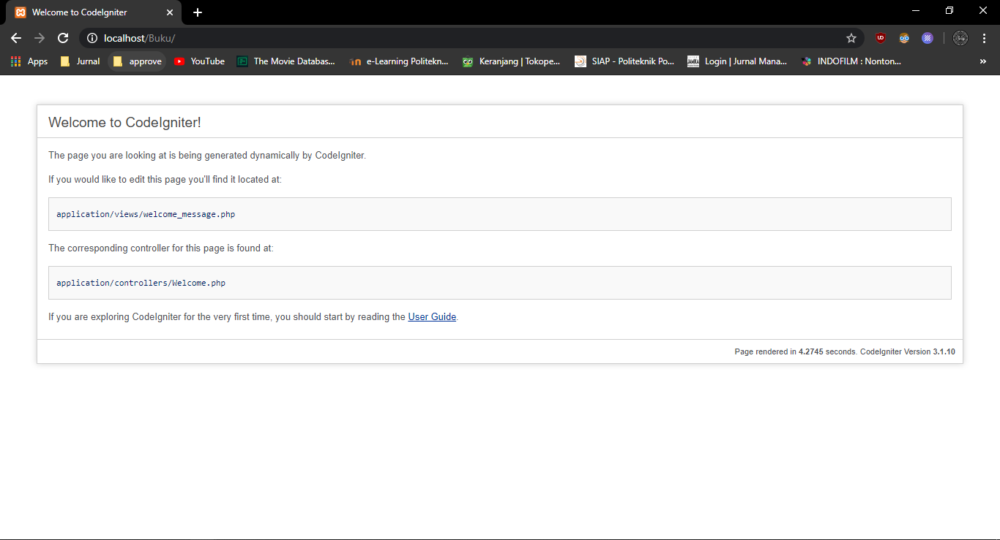 Welcome to CodeIgniter
localhost/Buku/
Apps Jurnal approve YouTube The Movie Databas... e-Learning Politekn... Keranjang | Tokope... SIAP - Politeknik Po... Login | Jurnal Mana... INDOFILM : Nonton... »
Welcome to CodeIgniter!
The page you are looking at is being generated dynamically by CodeIgniter.
If you would like to edit this page you'll find it located at:
application/views/welcome_message.php
The corresponding controller for this page is found at:
application/controllers/Welcome.php
If you are exploring CodeIgniter for the very first time, you should start by reading the User Guide.
Page rendered in 4.2745 seconds. CodeIgniter Version 3.1.10